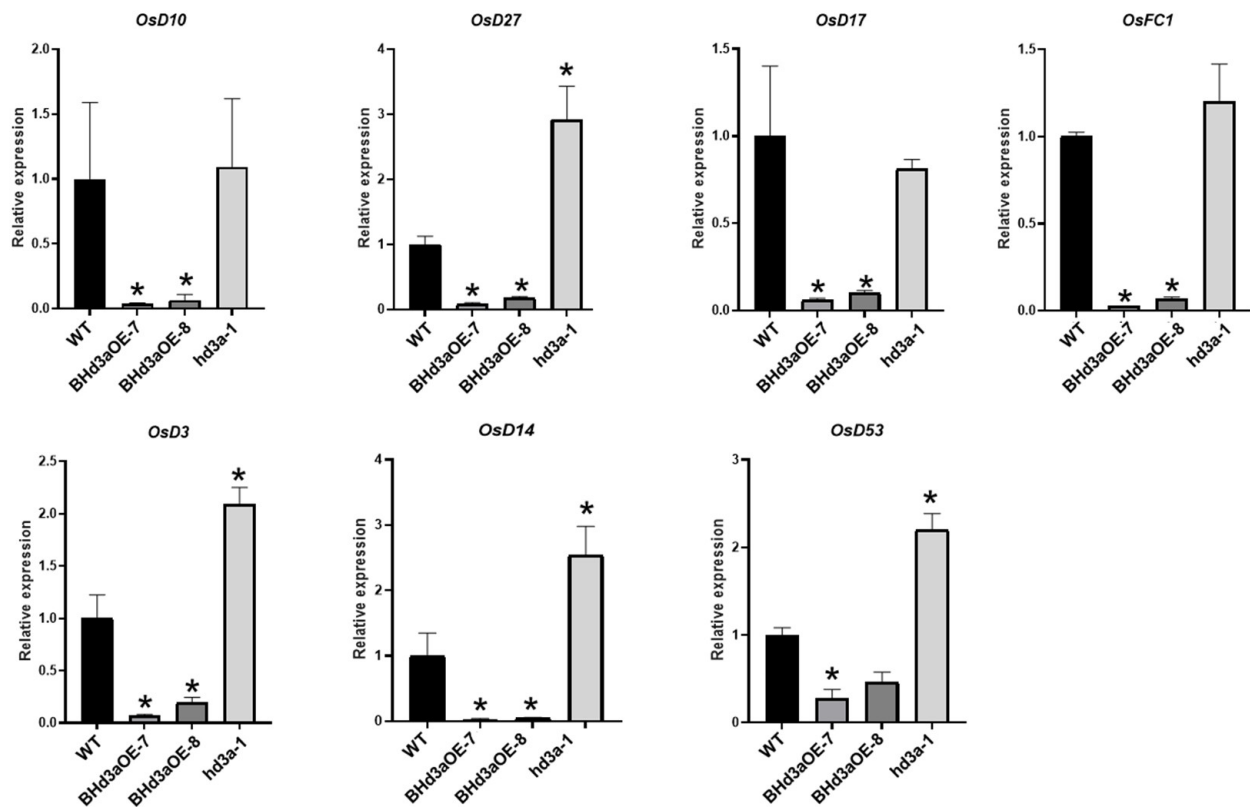 OsD10
Relative expression
2.0
1.5
1.0
0.5
0.0
*
*
WT
BHd3aOE-7
BHd3aOE-8
hd3a-1
OsD27
Relative expression
4
3
2
1
0
*
*
*
WT
BHd3aOE-7
BHd3aOE-8
hd3a-1
OsD17
Relative expression
1.5
1.0
0.5
0.0
*
*
WT
BHd3aOE-7
BHd3aOE-8
hd3a-1
OsFC1
Relative expression
1.5
1.0
0.5
0.0
*
*
WT
BHd3aOE-7
BHd3aOE-8
hd3a-1
OsD3
Relative expression
2.5
2.0
1.5
1.0
0.5
0.0
*
*
*
WT
BHd3aOE-7
BHd3aOE-8
hd3a-1
OsD14
Relative expression
4
3
2
1
0
*
*
*
WT
BHd3aOE-7
BHd3aOE-8
hd3a-1
OsD53
Relative expression
3
2
1
0
*
*
WT
BHd3aOE-7
BHd3aOE-8
hd3a-1